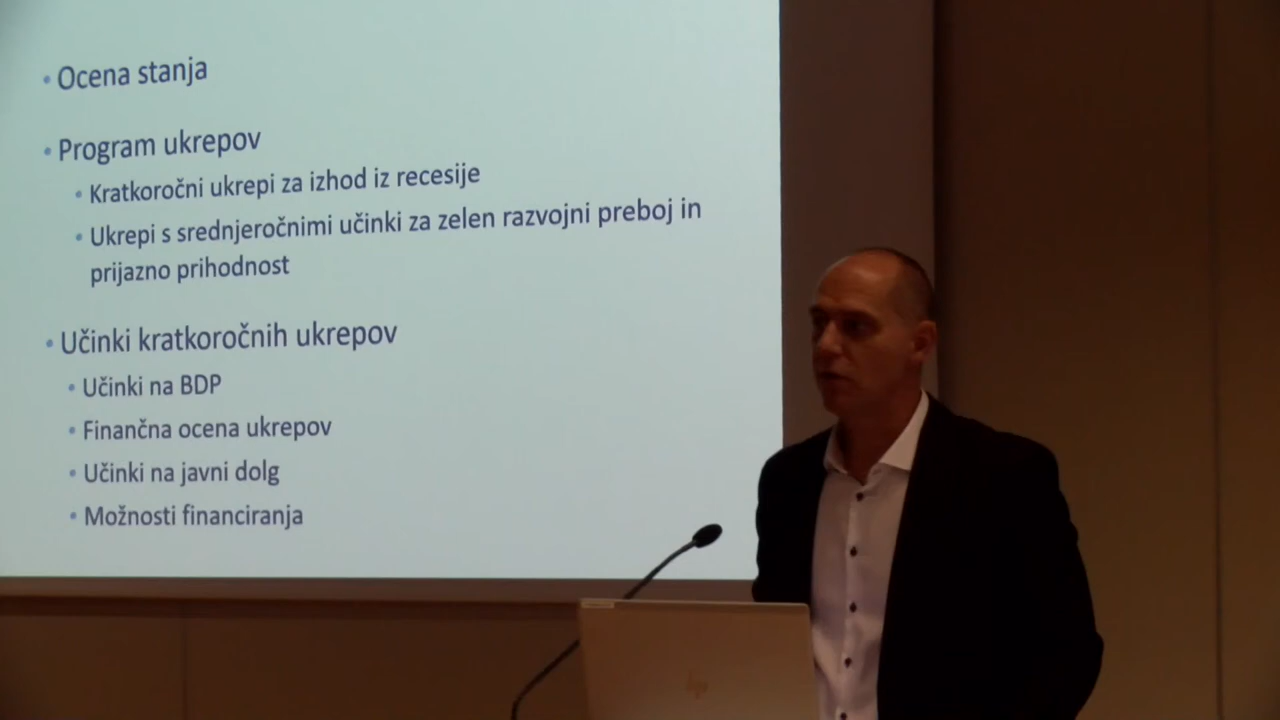 • Ocena stanja
• Program ukrepov
• Kratkoročni ukrepi za izhod iz recesije
• Ukrepi s srednjeročnimi učinki za zelen razvojni preboj in
prijazno prihodnost
• Učinki kratkoročnih ukrepov
• Učinki na BDP
• Finančna ocena ukrepov
• Učinki na javni dolg
• Možnosti financiranja
hp